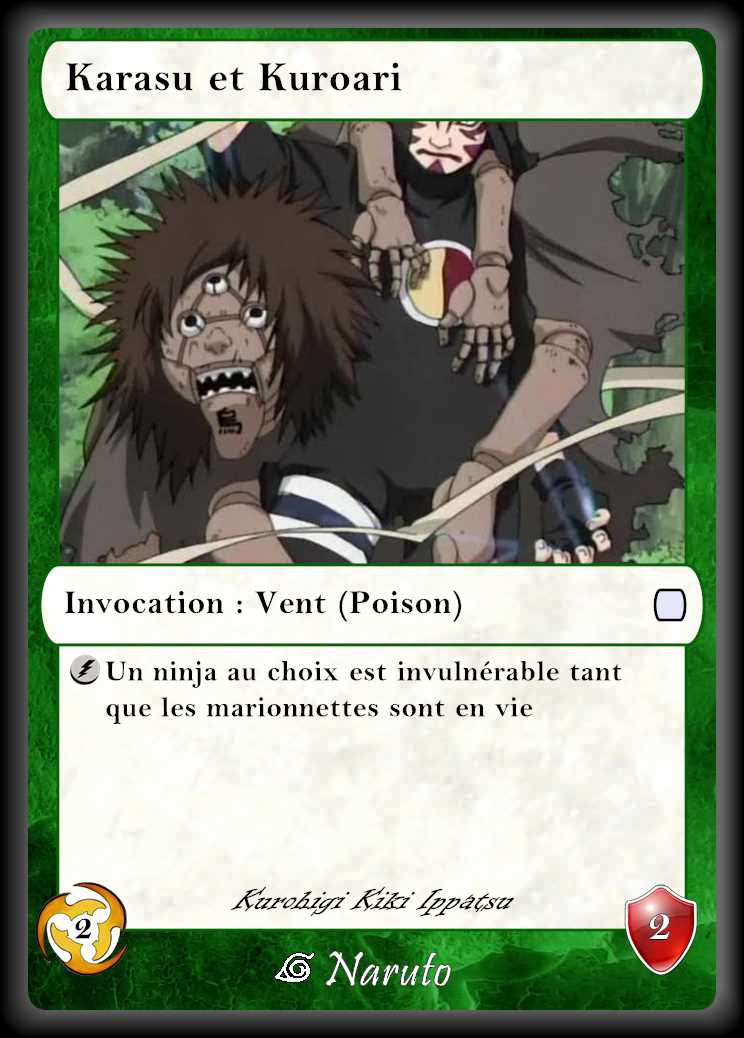 Karasu et Kuroari
烏
Invocation : Vent (Poison)
Un ninja au choix est invulnérable tant
que les marionnettes sont en vie
Kurohigi Kiki Ippatsu
2
2
Naruto